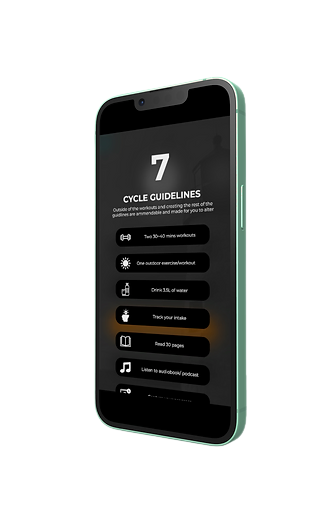 7
CYCLE GUIDELINES
Outside of the workouts and creating the rest of the
guidelines are ammendable and made for you to alter
Two 30-40 mins workouts
One outdoor exercise/workout
Drink 3.5L of water
Track your intake
Read 30 pages
Listen to audiobook/ podcast